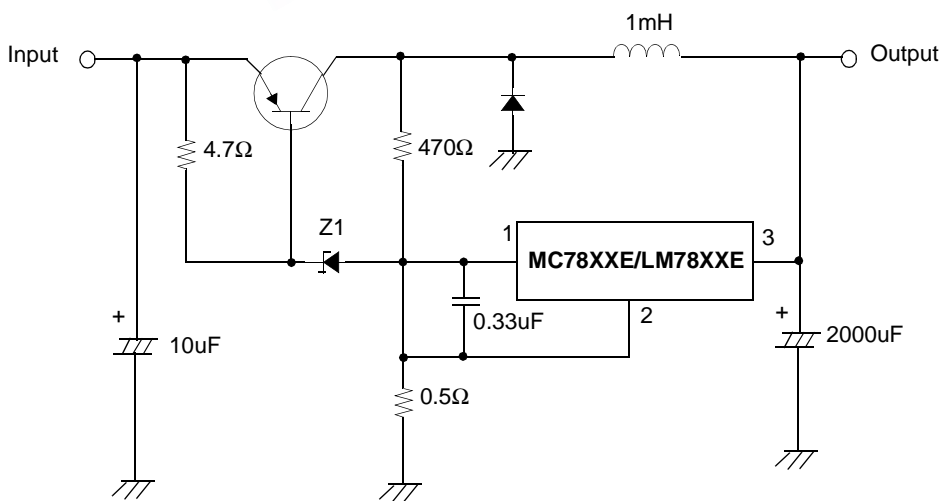 1mH
Input
Output
4.7Ω
470Ω
Z1
1
MC78XXE/LM78XXE
3
2
0.33uF
+
10uF
+
2000uF
0.5Ω